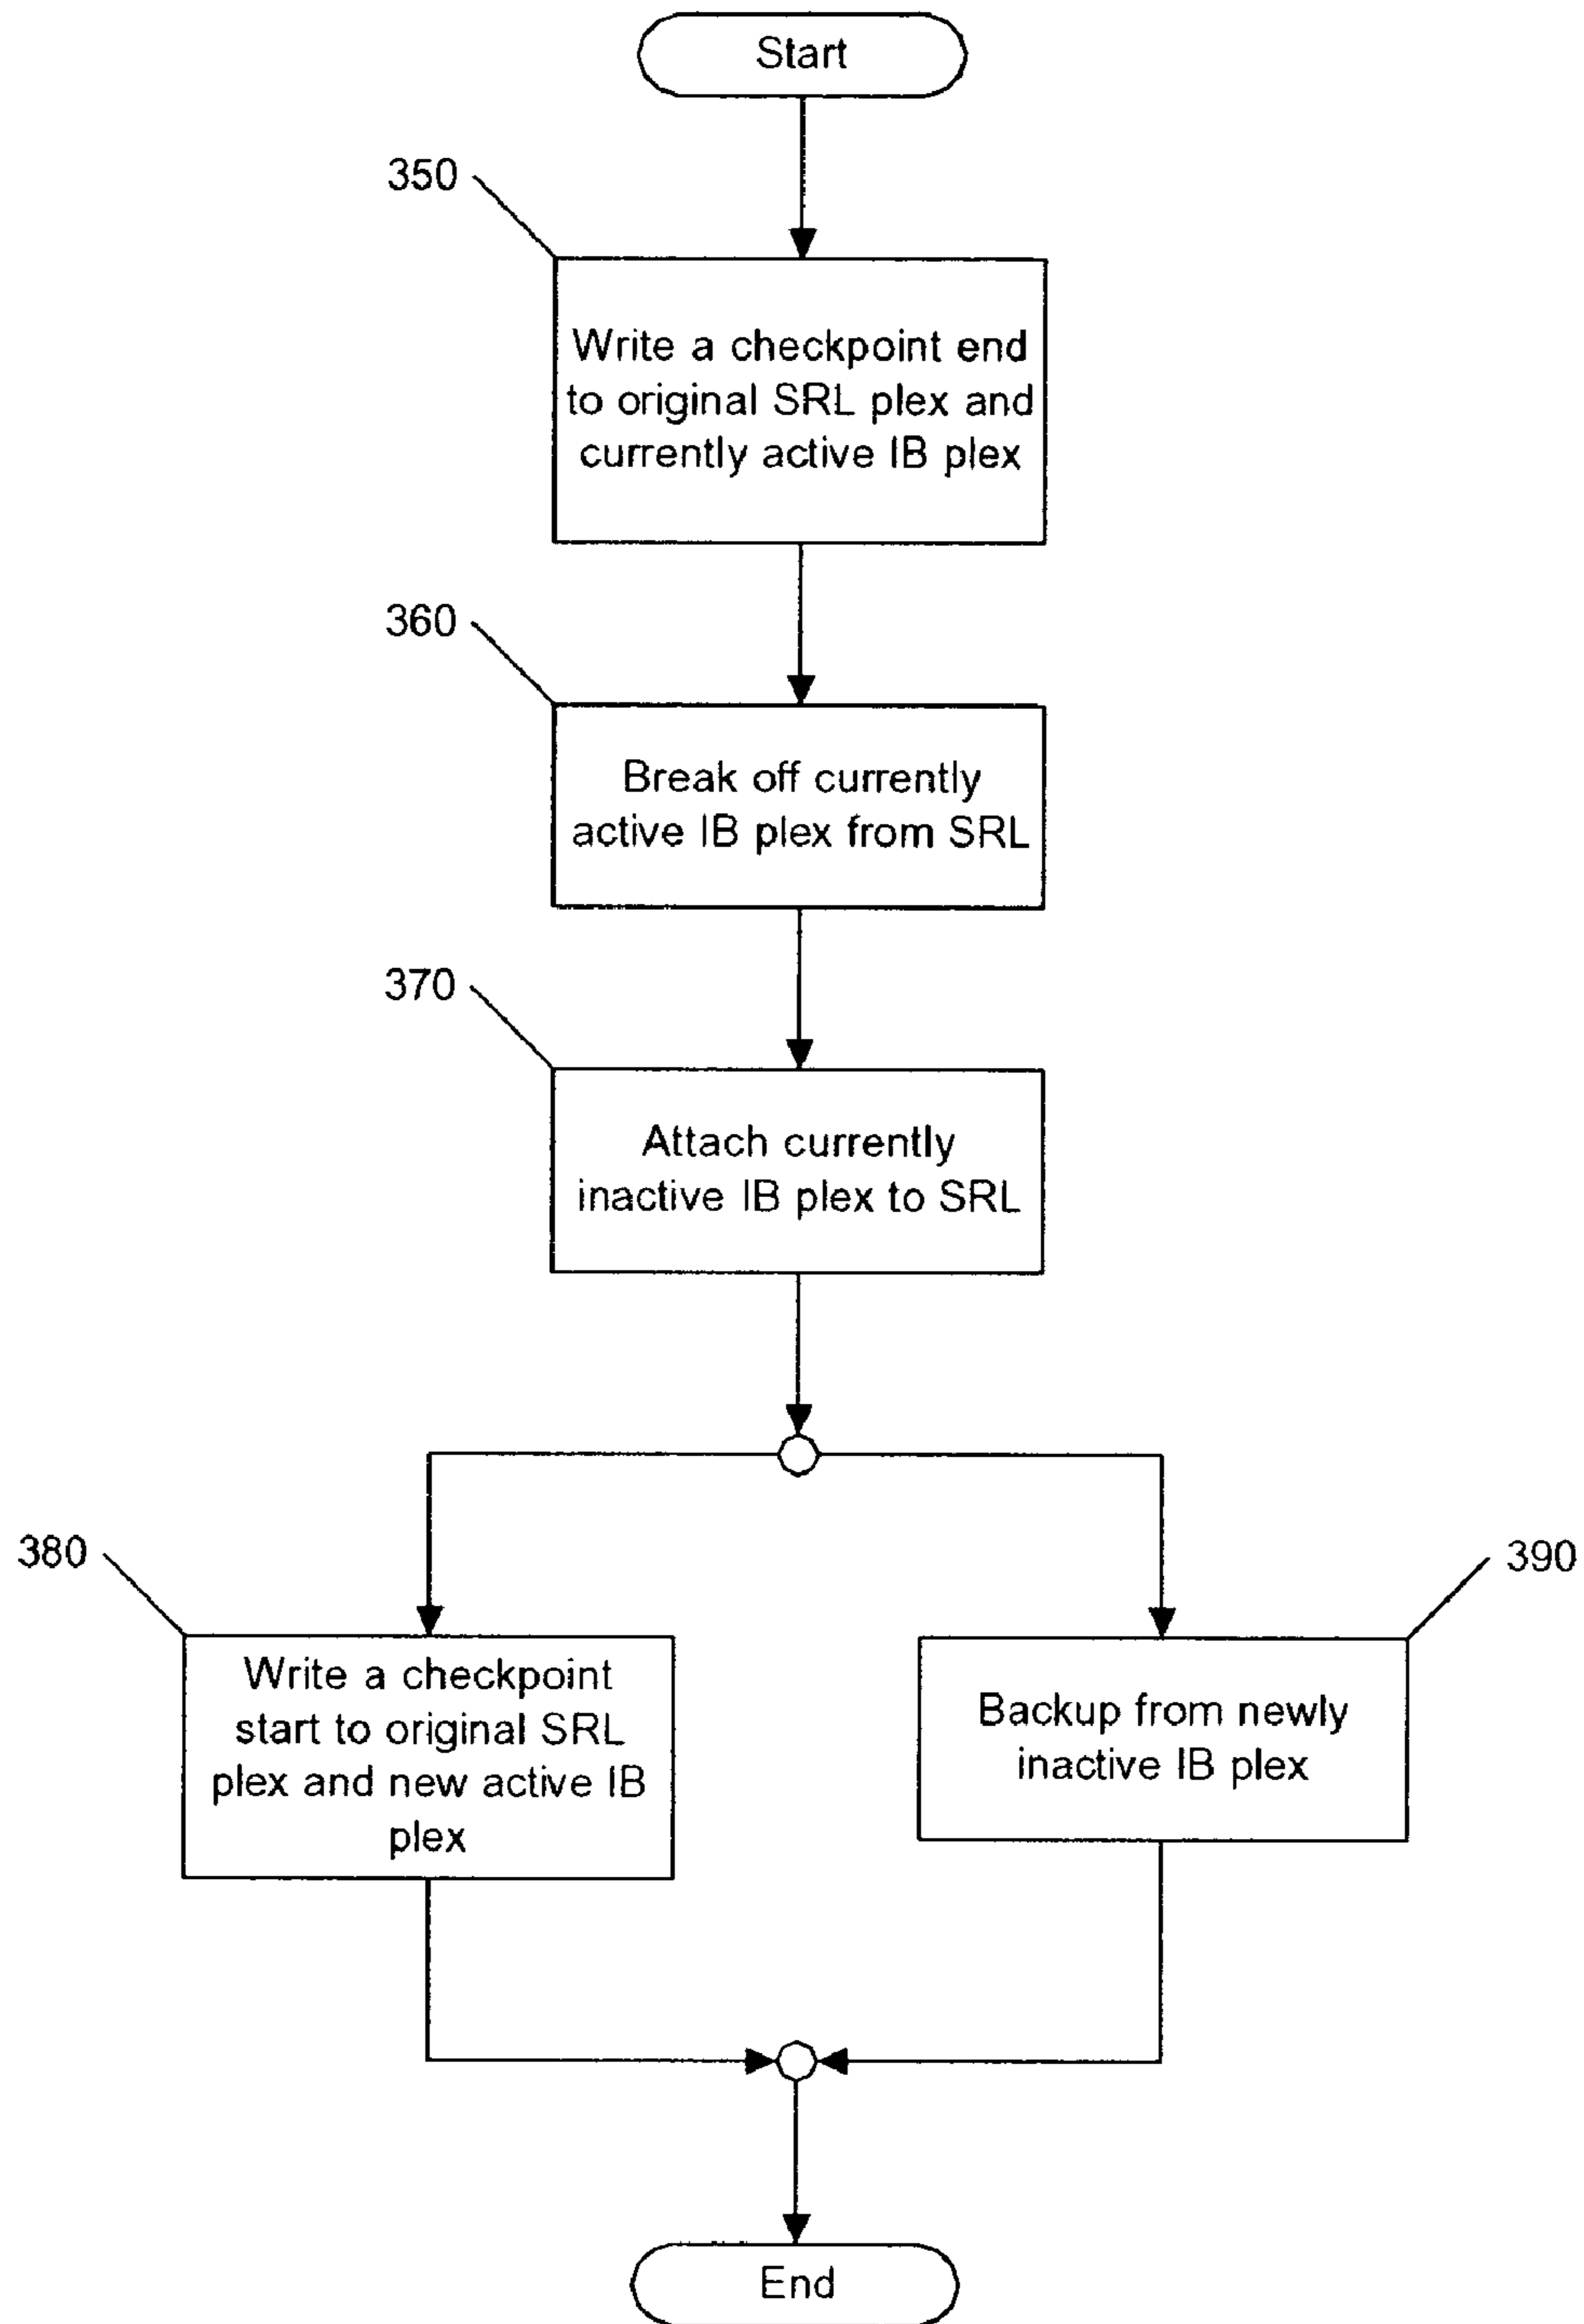 Start
350
Write a checkpoint end
to original SRL plex and
currently active IB plex
360
Break off currently
active IB plex from SRL
370
Attach currently
inactive IB plex to SRL
380
Write a checkpoint
start to original SRL
plex and new active IB
plex
390
Backup from newly
inactive IB plex
End